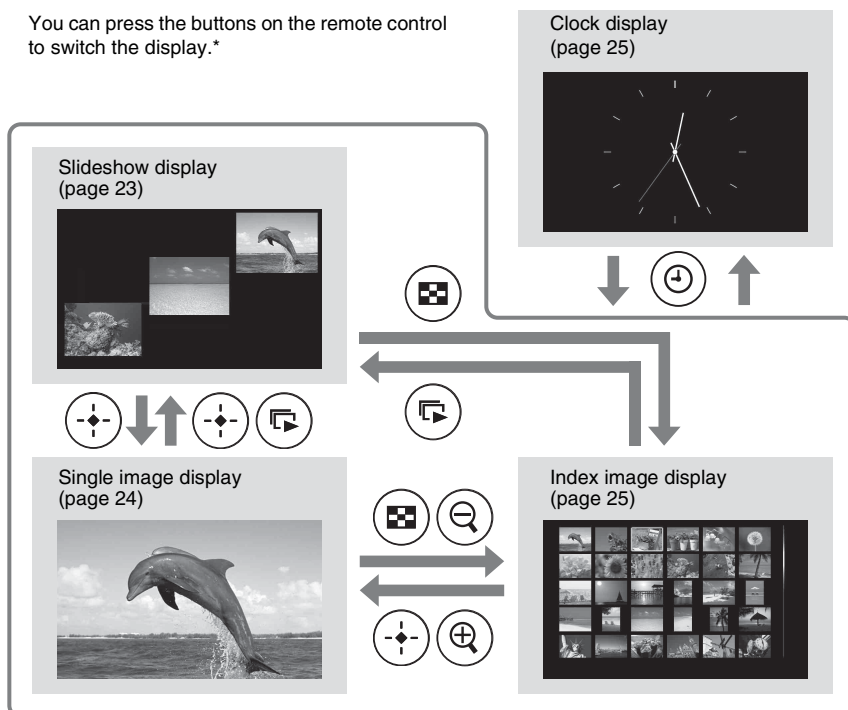 You can press the buttons on the remote control
to switch the display.*
Clock display
(page 25)
Slideshow display
(page 23)
Single image display
(page 24)
Index image display
(page 25)